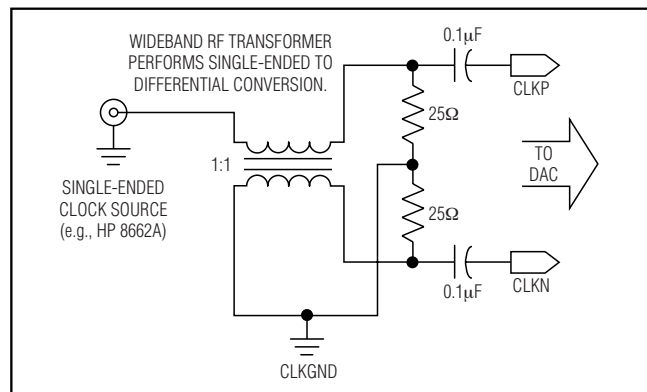 WIDEBAND RF TRANSFORMER
PERFORMS SINGLE-ENDED TO
DIFFERENTIAL CONVERSION.
0.1μF
CLKP
25Ω
1:1
TO
DAC
SINGLE-ENDED
CLOCK SOURCE
(e.g., HP 8662A)
25Ω
0.1μF
CLKN
CLKGND